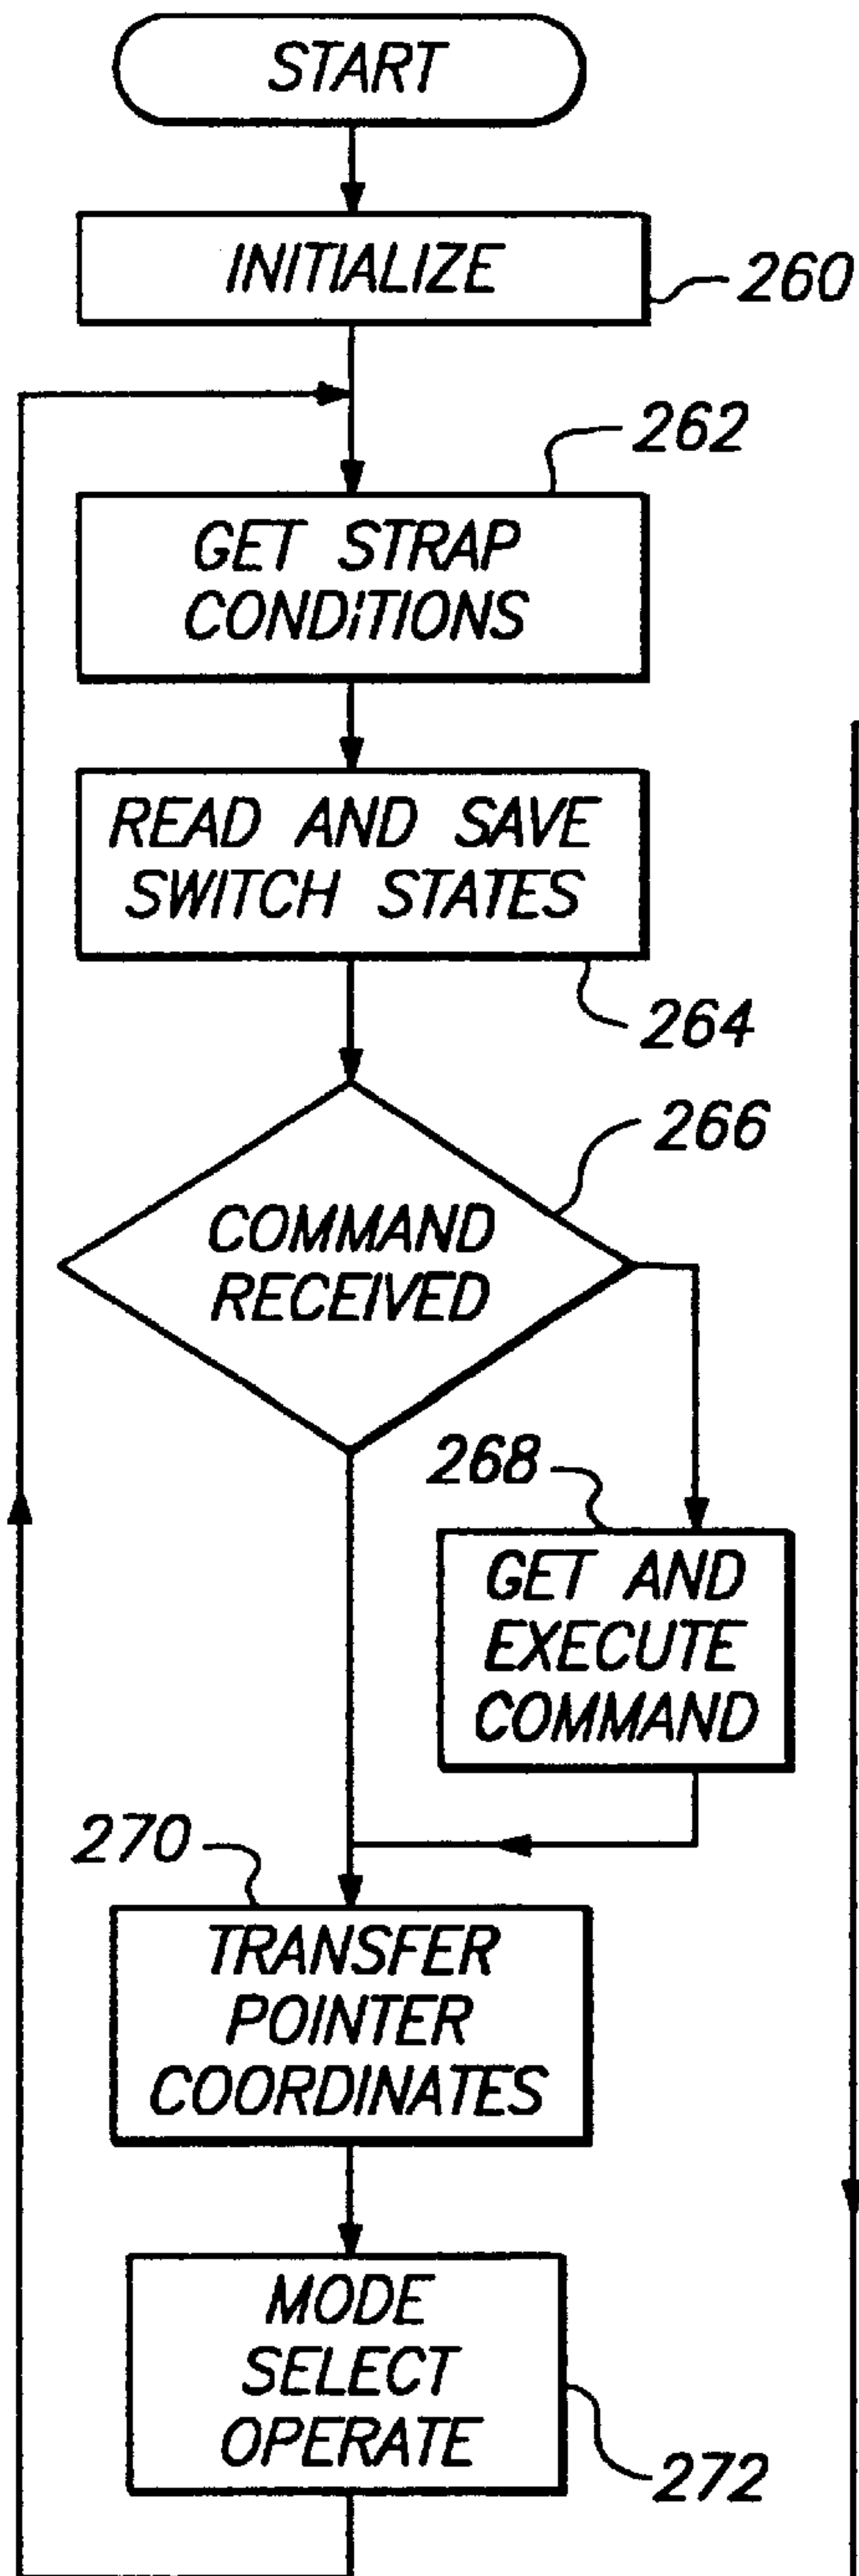 START
INITIALIZE
260
262
GET STRAP
CONDITIONS
READ AND SAVE
SWITCH STATES
264
266
COMMAND
RECEIVED
268
GET AND
EXECUTE
COMMAND
270
TRANSFER
POINTER
COORDINATES
MODE
SELECT
OPERATE
272